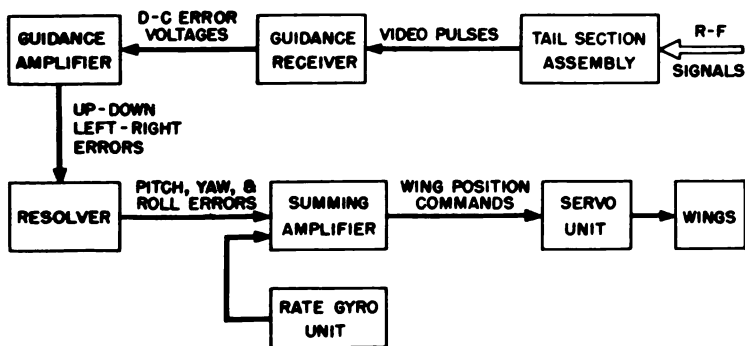 D-C ERROR
VOLTAGES
GUIDANCE
AMPLIFIER
GUIDANCE
RECEIVER
VIDEO PULSES
TAIL SECTION
ASSEMBLY
R-F
SIGNALS
UP-DOWN
LEFT-RIGHT
ERRORS
RESOLVER
PITCH, YAW, &
ROLL ERRORS
SUMMING
AMPLIFIER
WING POSITION
COMMANDS
SERVO
UNIT
WINGS
RATE GYRO
UNIT